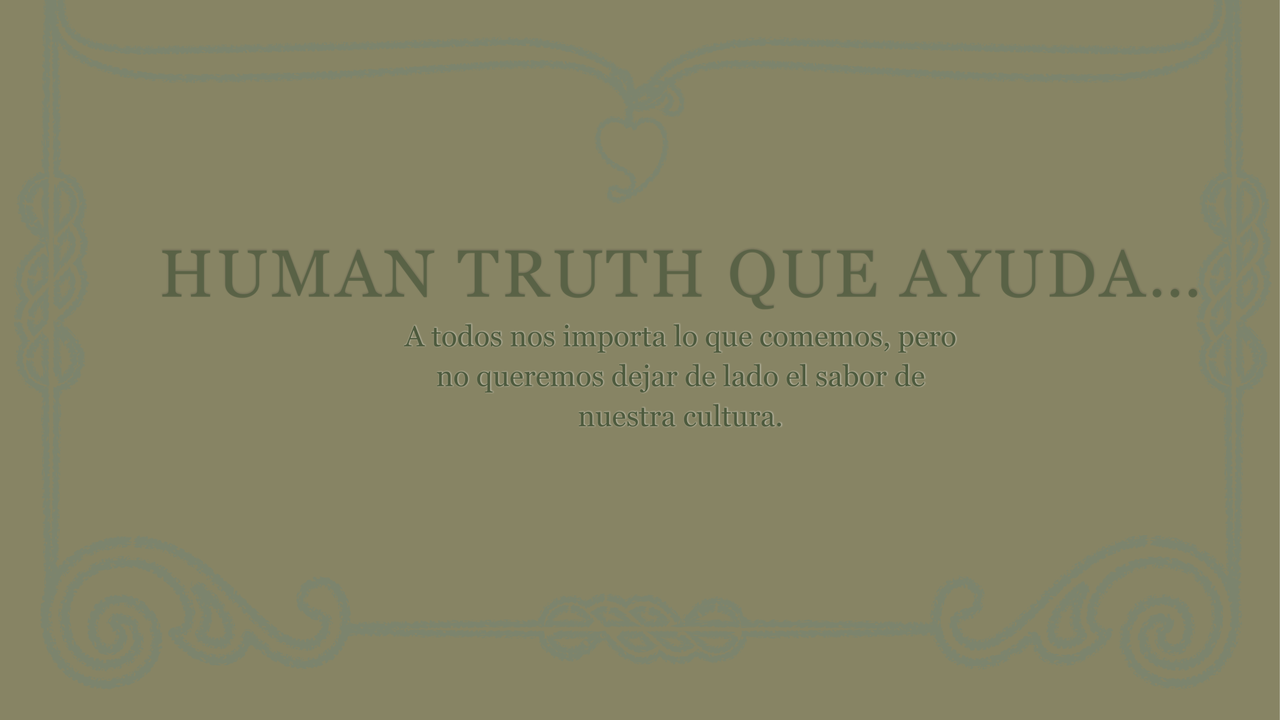 HUMAN TRUTH QUE AYUDA...
A todos nos importa lo que comemos, pero
no queremos dejar de lado el sabor de
nuestra cultura.